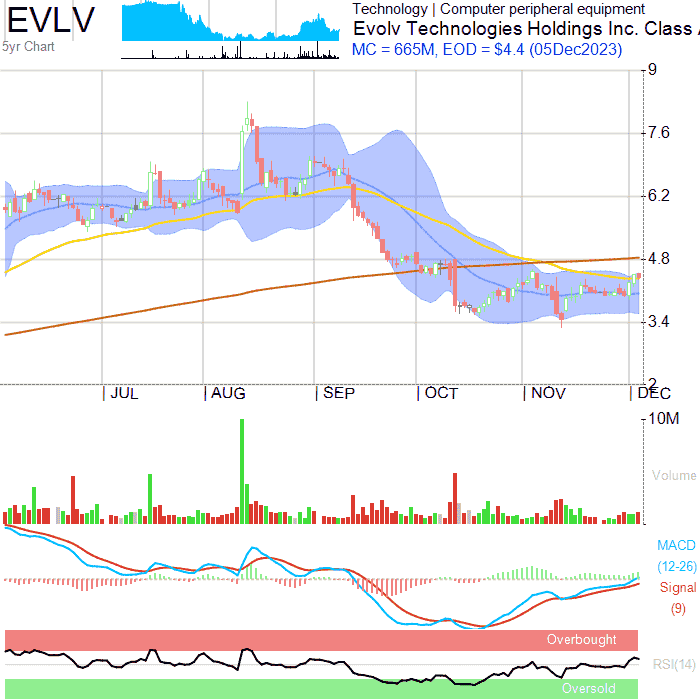 EVLV
5yr Chart
Technology | Computer peripheral equipment
Evolv Technologies Holdings Inc. Class
MC = 665M, EOD = $4.4 (05Dec2023)
9
7.6
6.2
4.8
3.4
2
JUL AUG SEP OCT NOV DEC
10M
Volume
MACD
(12-26)
Signal
(9)
Overbought
RSI(14)
Oversold